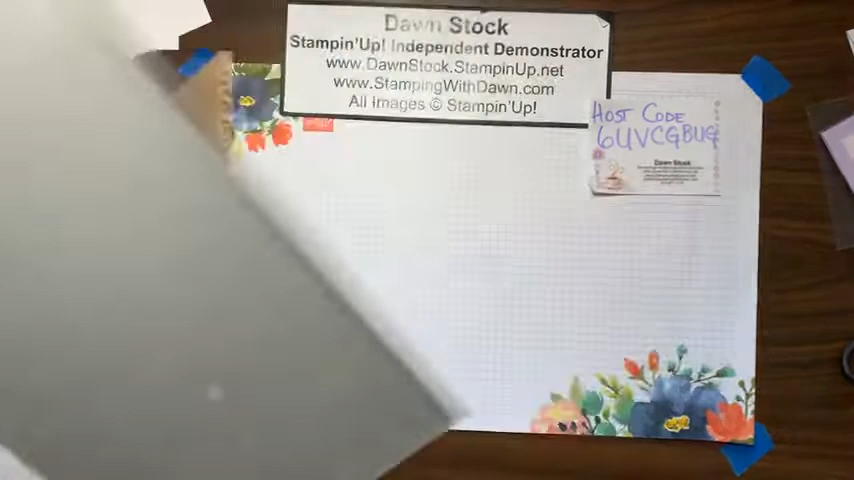 Dawn Stock
Stampin'Up! Independent Demonstrator
www.DawnStock.StampinUp.net
www.StampingWithDawn.com
All Images © Stampin'Up!
HOST CODE
6UVCGBUG
Dawn Stock